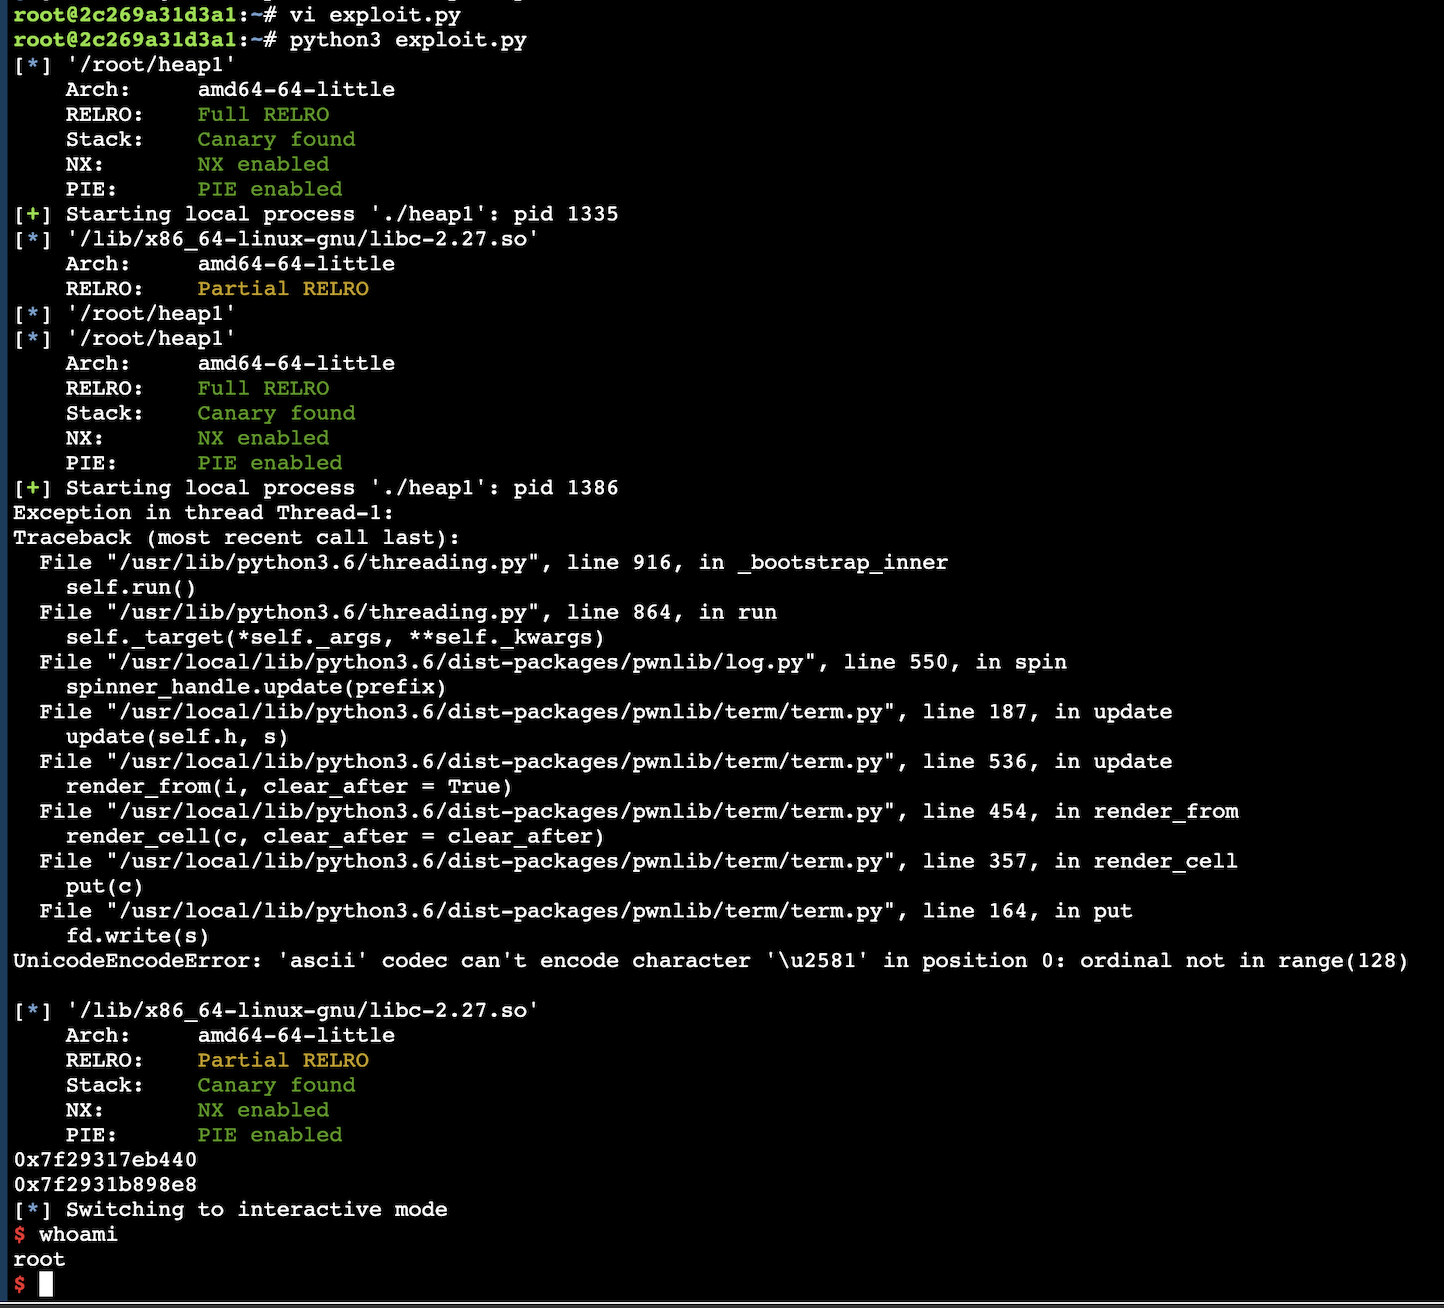 root@2c269a31d3a1:~# vi exploit.py
root@2c269a31d3a1:~# python3 exploit.py
[*] '/root/heap1'
    Arch:     amd64-64-little
    RELRO:    Full RELRO
    Stack:    Canary found
    NX:       NX enabled
    PIE:      PIE enabled
[+] Starting local process './heap1': pid 1335
[*] '/lib/x86_64-linux-gnu/libc-2.27.so'
    Arch:     amd64-64-little
    RELRO:    Partial RELRO
[*] '/root/heap1'
[*] '/root/heap1'
    Arch:     amd64-64-little
    RELRO:    Full RELRO
    Stack:    Canary found
    NX:       NX enabled
    PIE:      PIE enabled
[+] Starting local process './heap1': pid 1386
Exception in thread Thread-1:
Traceback (most recent call last):
  File "/usr/lib/python3.6/threading.py", line 916, in _bootstrap_inner
    self.run()
  File "/usr/lib/python3.6/threading.py", line 864, in run
    self._target(*self._args, **self._kwargs)
  File "/usr/local/lib/python3.6/dist-packages/pwnlib/log.py", line 550, in spin
    spinner_handle.update(prefix)
  File "/usr/local/lib/python3.6/dist-packages/pwnlib/term/term.py", line 187, in update
    update(self.h, s)
  File "/usr/local/lib/python3.6/dist-packages/pwnlib/term/term.py", line 536, in update
    render_from(i, clear_after = True)
  File "/usr/local/lib/python3.6/dist-packages/pwnlib/term/term.py", line 454, in render_from
    render_cell(c, clear_after = clear_after)
  File "/usr/local/lib/python3.6/dist-packages/pwnlib/term/term.py", line 357, in render_cell
    put(c)
  File "/usr/local/lib/python3.6/dist-packages/pwnlib/term/term.py", line 164, in put
    fd.write(s)
UnicodeEncodeError: 'ascii' codec can't encode character '\u2581' in position 0: ordinal not in range(128)

[*] '/lib/x86_64-linux-gnu/libc-2.27.so'
    Arch:     amd64-64-little
    RELRO:    Partial RELRO
    Stack:    Canary found
    NX:       NX enabled
    PIE:      PIE enabled
0x7f29317eb440
0x7f2931b898e8
[*] Switching to interactive mode
$ whoami
root
$